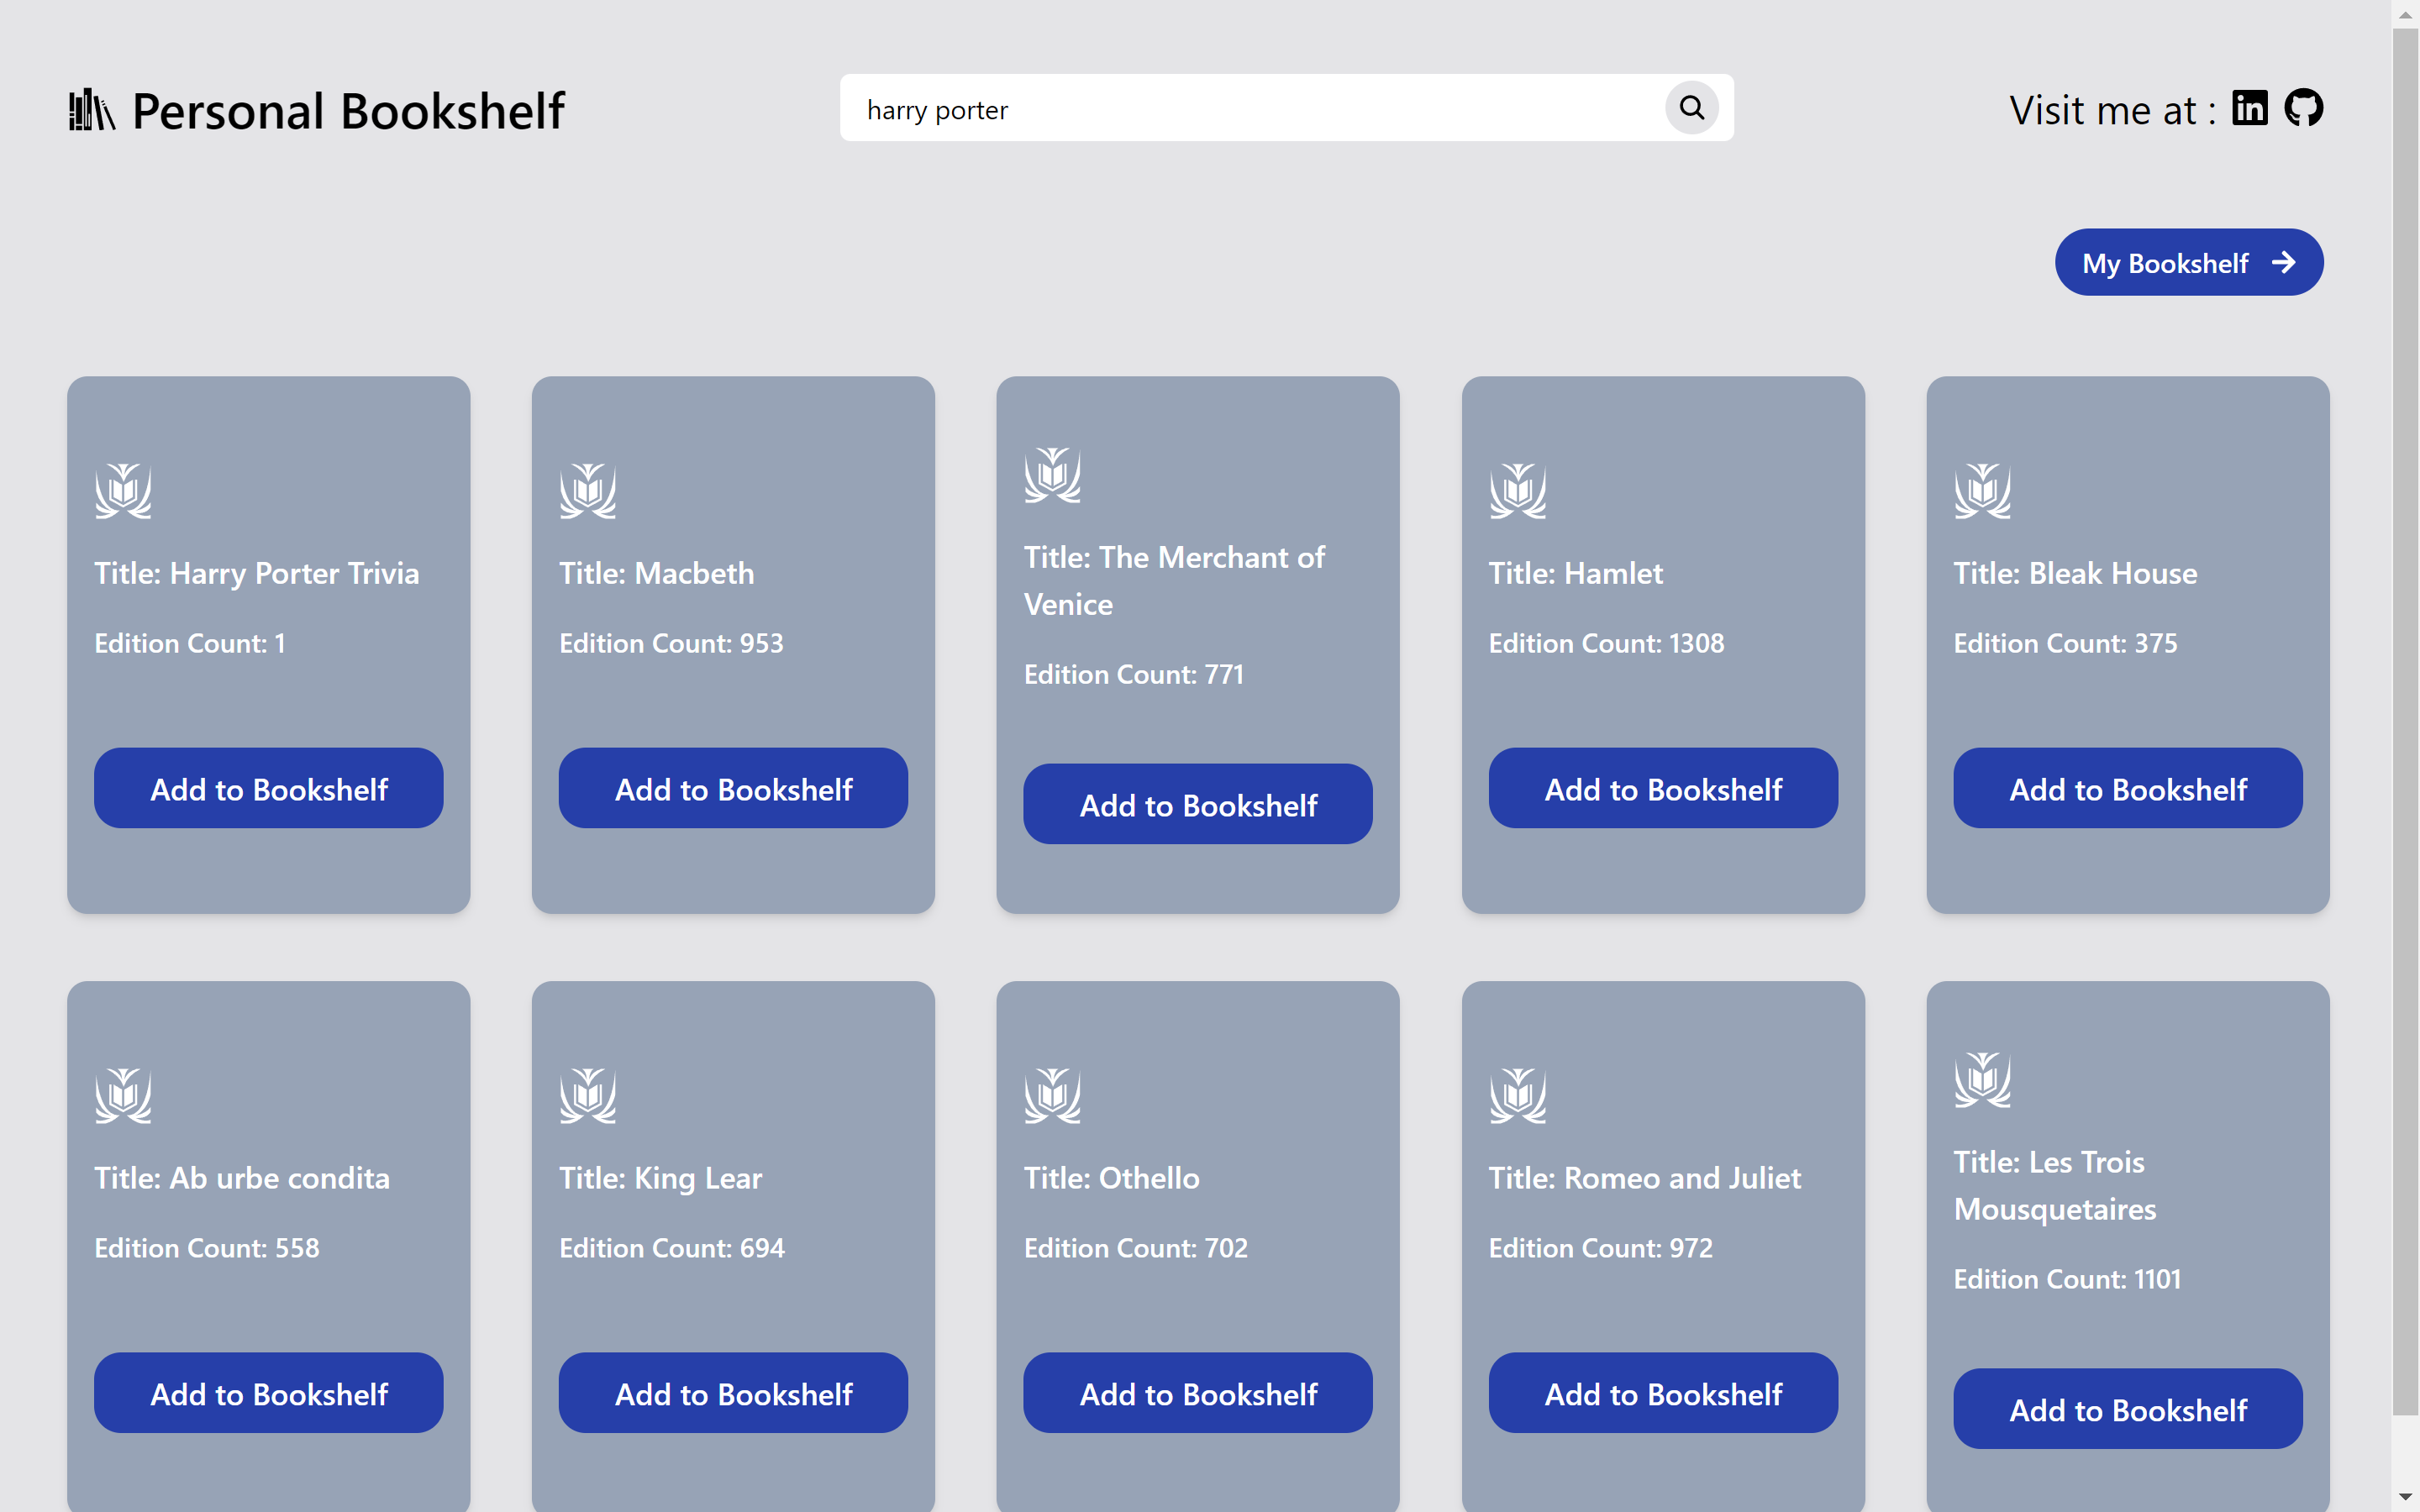 Personal Bookshelf
harry porter
Visit me at :
My Bookshelf
Title: Harry Porter Trivia
Edition Count: 1
Add to Bookshelf
Title: Macbeth
Edition Count: 953
Add to Bookshelf
Title: The Merchant of
Venice
Edition Count: 771
Add to Bookshelf
Title: Hamlet
Edition Count: 1308
Add to Bookshelf
Title: Bleak House
Edition Count: 375
Add to Bookshelf
Title: Ab urbe condita
Edition Count: 558
Add to Bookshelf
Title: King Lear
Edition Count: 694
Add to Bookshelf
Title: Othello
Edition Count: 702
Add to Bookshelf
Title: Romeo and Juliet
Edition Count: 972
Add to Bookshelf
Title: Les Trois
Mousquetaires
Edition Count: 1101
Add to Bookshelf